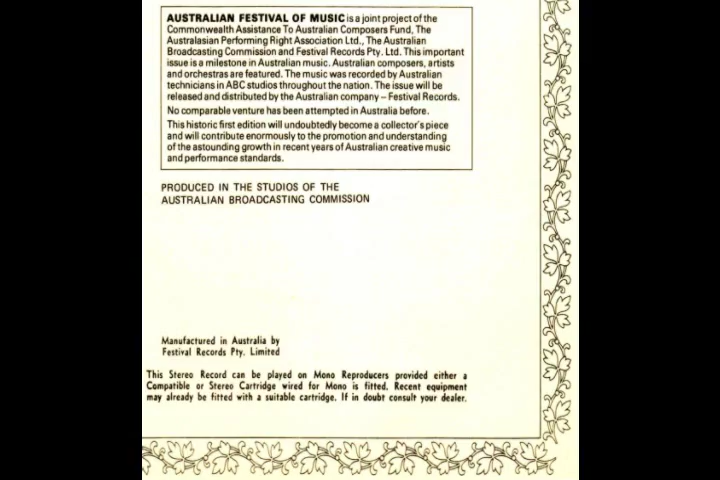 AUSTRALIAN FESTIVAL OF MUSIC is a joint project of the
Commonwealth Assistance To Australian Composers Fund, The
Australasian Performing Right Association Ltd., The Australian
Broadcasting Commission and Festival Records Pty. Ltd. This important
issue is a milestone in Australian music. Australian composers, artists
and orchestras are featured. The music was recorded by Australian
technicians in ABC studios throughout the nation. The issue will be
released and distributed by the Australian company – Festival Records.
No comparable venture has been attempted in Australia before.
This historic first edition will undoubtedly become a collector's piece
and will contribute enormously to the promotion and understanding
of the astounding growth in recent years of Australian creative music
and performance standards.
PRODUCED IN THE STUDIOS OF THE
AUSTRALIAN BROADCASTING COMMISSION
Manufactured in Australia by
Festival Records Pty. Limited
This Stereo Record can be played on Mono Reproducers provided either a
Compatible or Stereo Cartridge wired for Mono is fitted. Recent equipment
may already be fitted with a suitable cartridge. If in doubt consult your dealer.